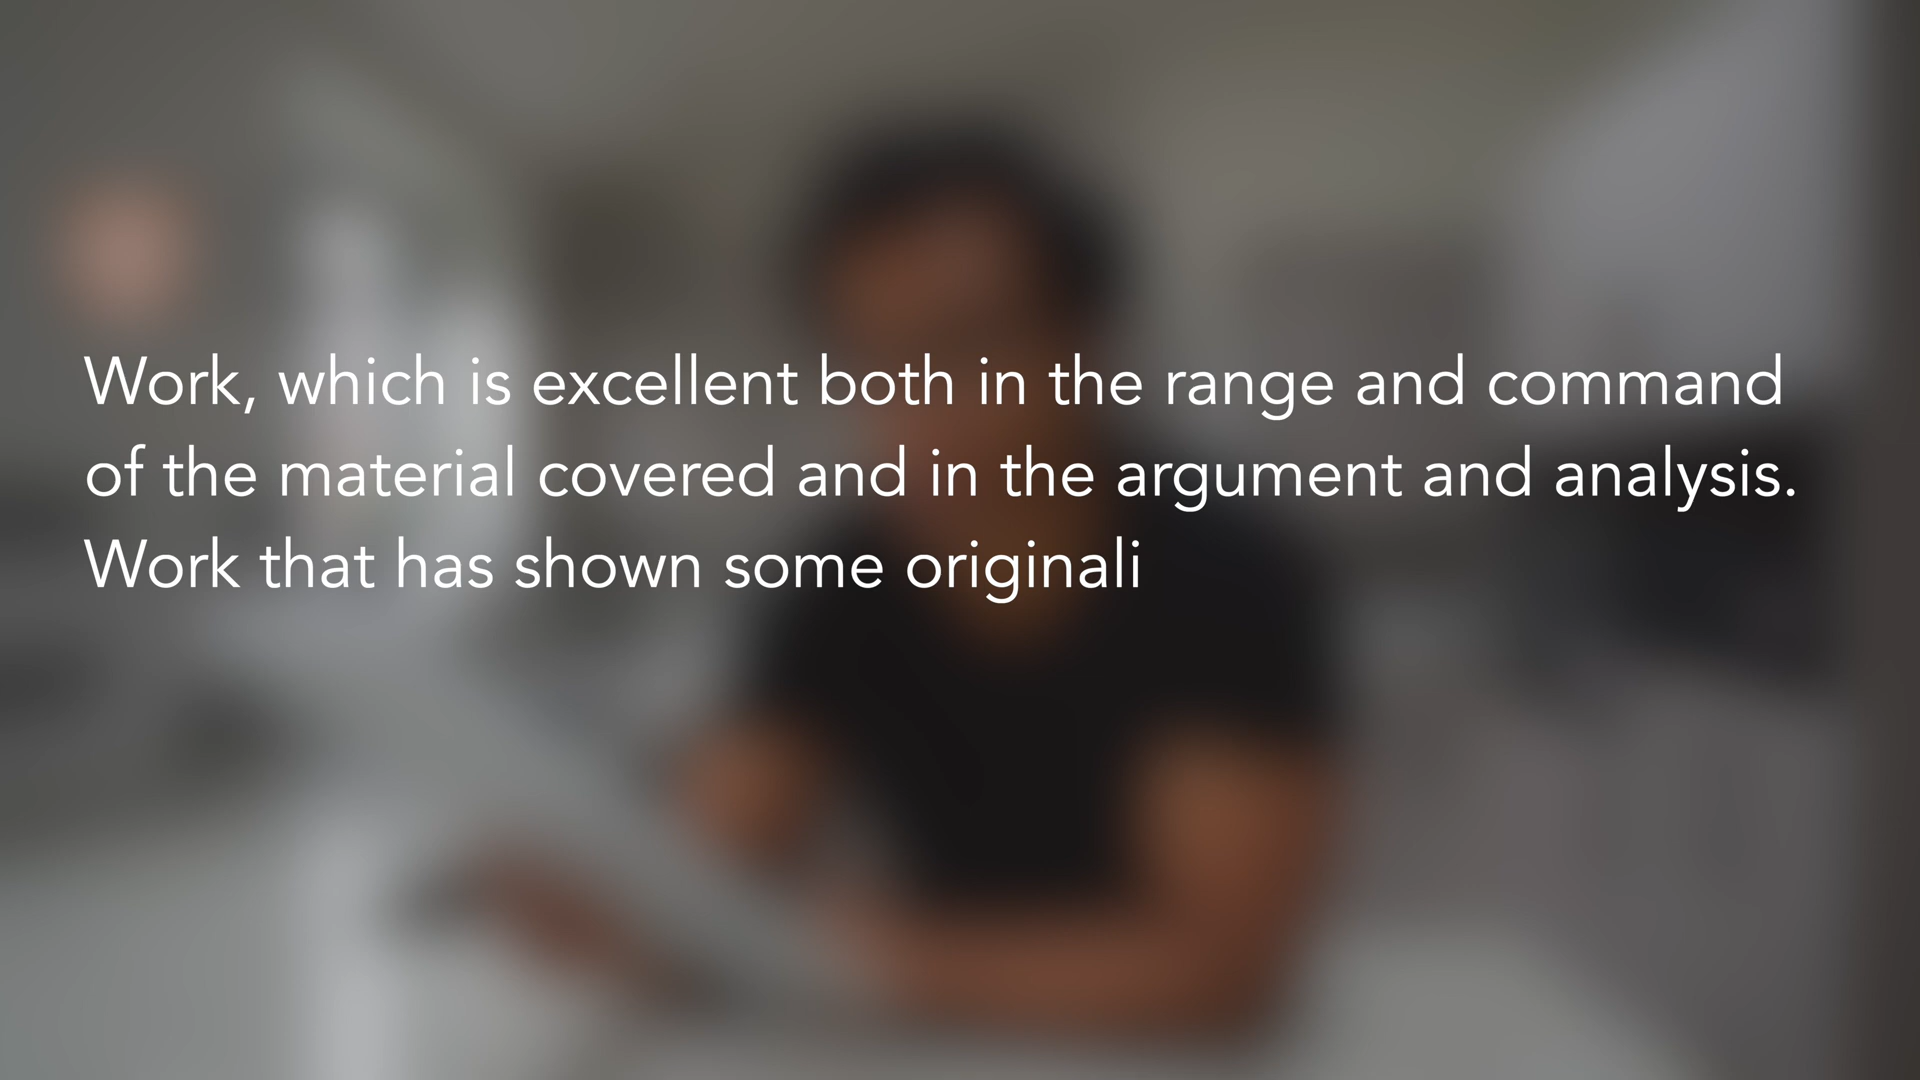 Work, which is excellent both in the range and command
of the material covered and in the argument and analysis.
Work that has shown some originali